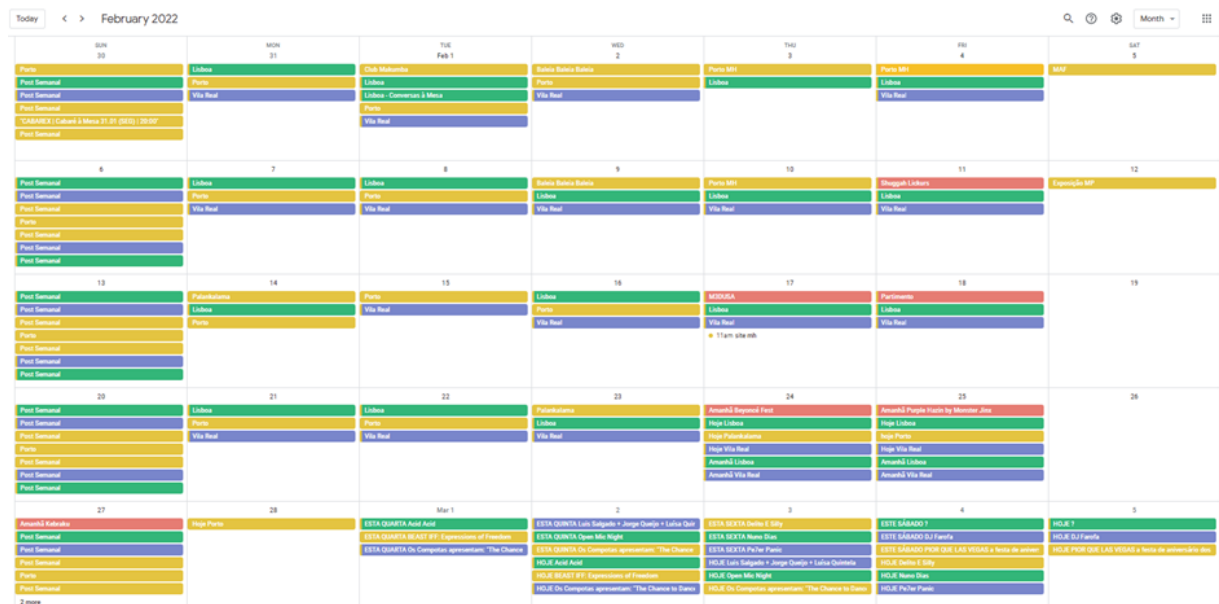 Today
February 2022
Month
SUN
MON
TUE
WED
THU
FRI
SAT
30
31
Feb 1
2
3
4
5
Porto
Post Semanal
Post Semanal
Post Semanal
"CABAREX | Cabaré à Mesa 31.01 (SEG) | 20:00"
Post Semanal
Lisboa
Porto
Vila Real
Club Makumba
Lisboa
Lisboa - Conversas à Mesa
Porto
Vila Real
Baleia Baleia Baleia
Porto
Vila Real
Porto MH
Lisboa
Porto MH
Lisboa
Vila Real
MAF
6
7
8
9
10
11
12
Post Semanal
Post Semanal
Post Semanal
Porto
Post Semanal
Post Semanal
Post Semanal
Lisboa
Porto
Vila Real
Lisboa
Porto
Vila Real
Baleia Baleia Baleia
Lisboa
Vila Real
Porto MH
Lisboa
Vila Real
Shuggah Lickurs
Lisboa
Vila Real
Exposição MP
13
14
15
16
17
18
19
Post Semanal
Post Semanal
Post Semanal
Porto
Post Semanal
Post Semanal
Post Semanal
Palankalama
Lisboa
Porto
Porto
Vila Real
Lisboa
Porto
Vila Real
M3DUSA
Lisboa
Vila Real
11am site mh
Partimento
Lisboa
Vila Real
20
21
22
23
24
25
26
Post Semanal
Post Semanal
Post Semanal
Porto
Post Semanal
Post Semanal
Post Semanal
Lisboa
Porto
Vila Real
Lisboa
Porto
Vila Real
Palankalama
Lisboa
Vila Real
Amanhã Beyoncé Fest
Hoje Lisboa
Hoje Palankalama
Hoje Vila Real
Amanhã Lisboa
Amanhã Vila Real
Amanhã Purple Hazin by Monster Jinx
Hoje Lisboa
hoje Porto
Hoje Vila Real
Amanhã Lisboa
Amanhã Vila Real
27
28
Mar 1
2
3
4
5
Amanhã Kebraku
Post Semanal
Post Semanal
Post Semanal
Porto
Post Semanal
2 more
Hoje Porto
ESTA QUARTA Acid Acid
ESTA QUARTA BEAST IFF: Expressions of Freedom
ESTA QUARTA Os Compotas apresentam: "The Chance
ESTA QUINTA Luís Salgado + Jorge Queijo + Luísa Quir
ESTA QUINTA Open Mic Night
ESTA QUINTA Os Compotas apresentam: "The Chance
HOJE Acid Acid
HOJE BEAST IFF: Expressions of Freedom
HOJE Os Compotas apresentam: "The Chance to Danc
ESTA SEXTA Delito E Silly
ESTA SEXTA Nuno Dias
ESTA SEXTA Pe7er Panic
HOJE Luís Salgado + Jorge Queijo + Luísa Quintela
HOJE Open Mic Night
HOJE Os Compotas apresentam: "The Chance to Danc
ESTE SÁBADO ?
ESTE SÁBADO DJ Farofa
ESTE SÁBADO PIOR QUE LAS VEGAS a festa de aniver
HOJE Delito E Silly
HOJE Nuno Dias
HOJE Pe7er Panic
HOJE ?
HOJE DJ Farofa
HOJE PIOR QUE LAS VEGAS a festa de aniversário dos